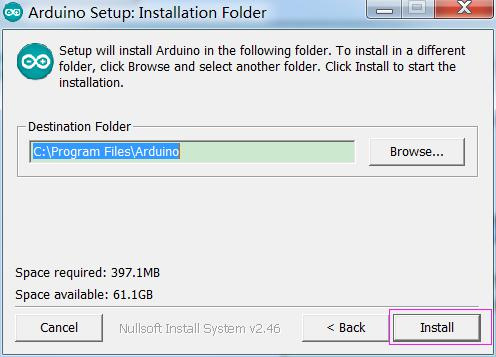 Arduino Setup: Installation Folder
Setup will install Arduino in the following folder. To install in a different
folder, click Browse and select another folder. Click Install to start the
installation.
Destination Folder
C:\Program Files\Arduino
Browse...
Space required: 397.1MB
Space available: 61.1GB
Cancel
Nullsoft Install System v2.46
< Back
Install